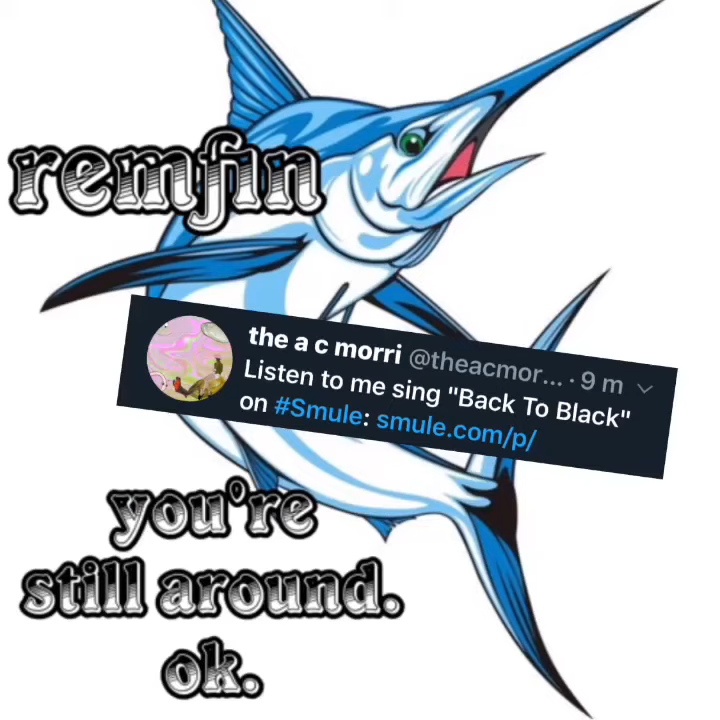 remfin
the a c morri @theacmor... · 9 m
Listen to me sing "Back To Black"
on #Smule: smule.com/p/
you're
still around.
ok.